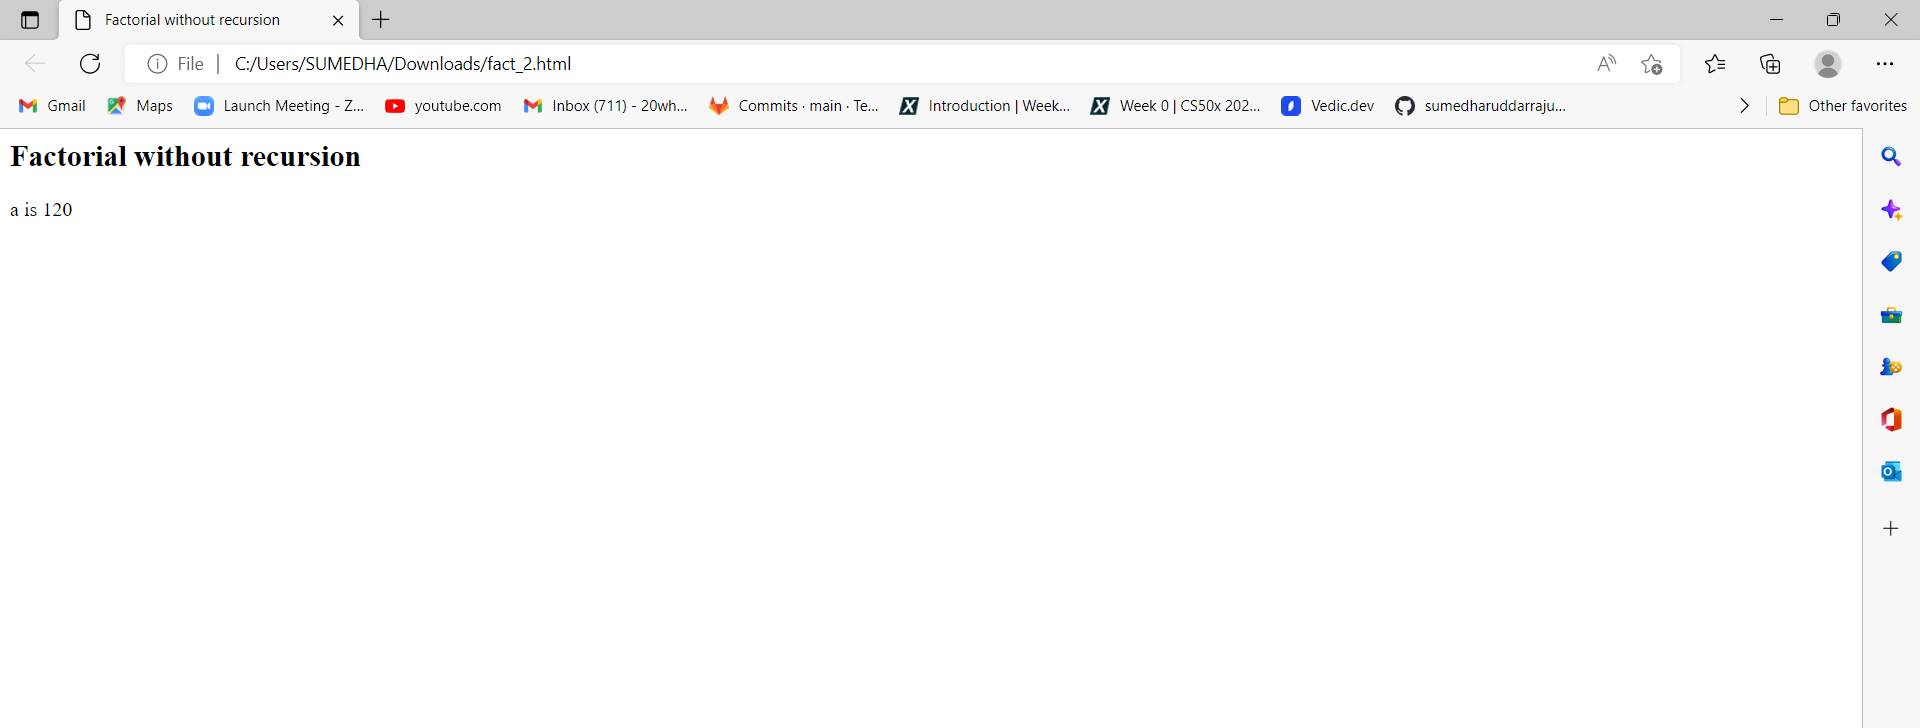 Factorial without recursion
File | C:/Users/SUMEDHA/Downloads/fact_2.html
Gmail Maps Launch Meeting - Z... youtube.com Inbox (711) - 20wh... Commits · main · Te... Introduction | Week... Week 0 | CS50x 202... Vedic.dev sumedharuddarraju... Other favorites
Factorial without recursion
a is 120